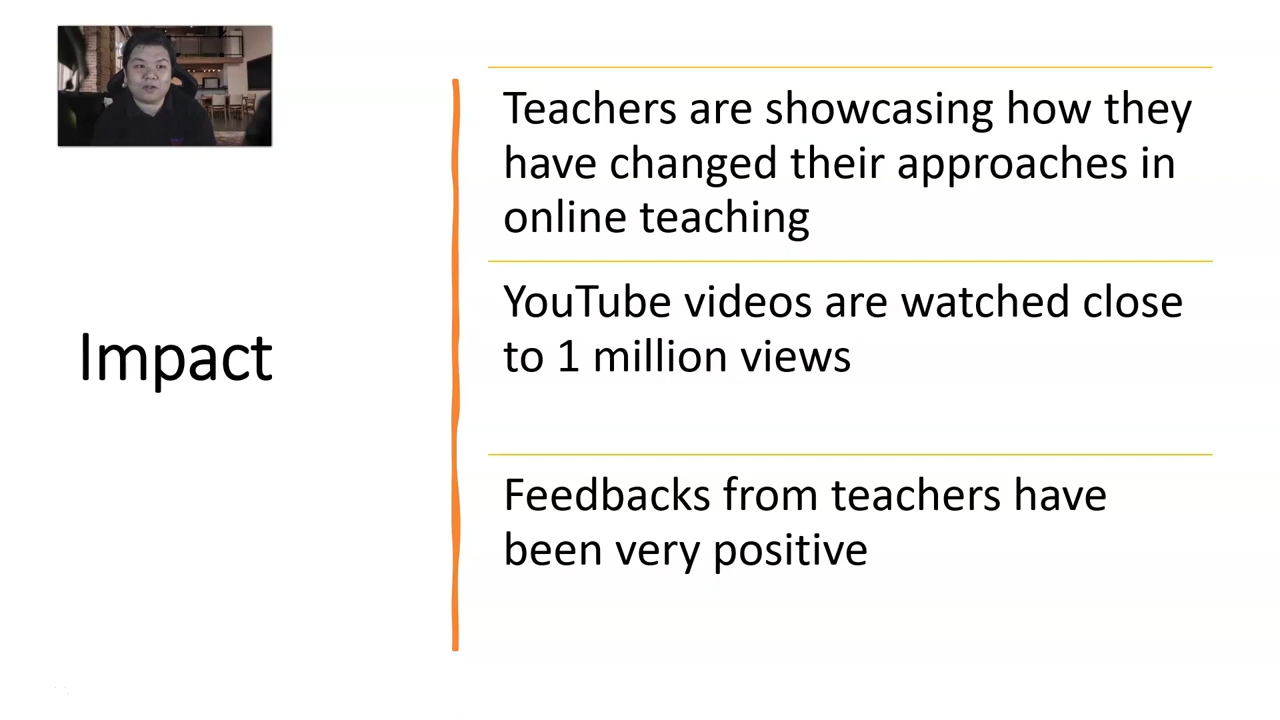 Impact
Teachers are showcasing how they
have changed their approaches in
online teaching
YouTube videos are watched close
to 1 million views
Feedbacks from teachers have
been very positive